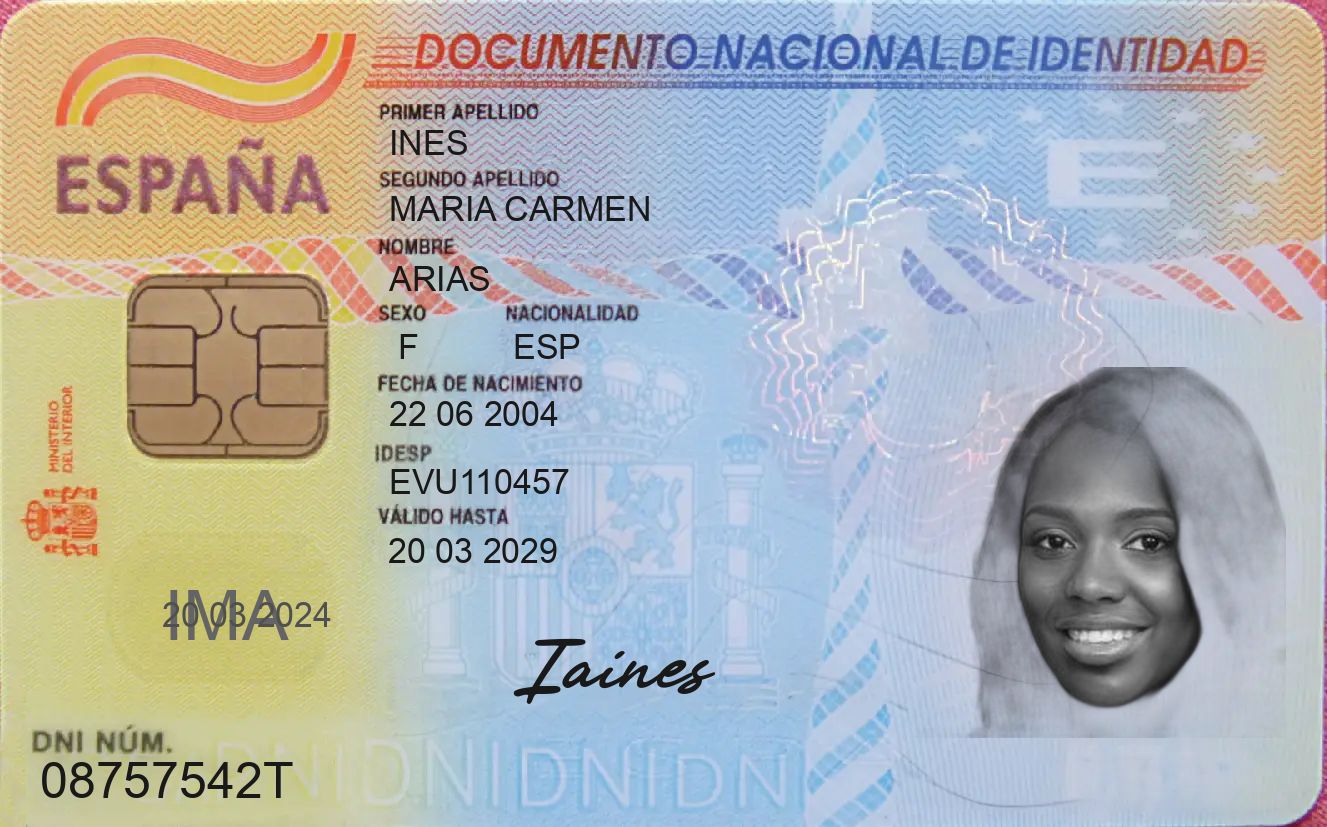 DOCUMENTO NACIONAL DE IDENTIDAD
ESPAÑA
PRIMER APELLIDO
INES
SEGUNDO APELLIDO
MARIA CARMEN
NOMBRE
ARIAS
SEXO NACIONALIDAD
F ESP
FECHA DE NACIMIENTO
22 06 2004
IDESP
EVU110457
VÁLIDO HASTA
20 03 2029
MINISTERIO
DEL INTERIOR
E
IMA
20 03 2024
Iaines
DNI NÚM.
08757542T
DNIDNIDNIDNI